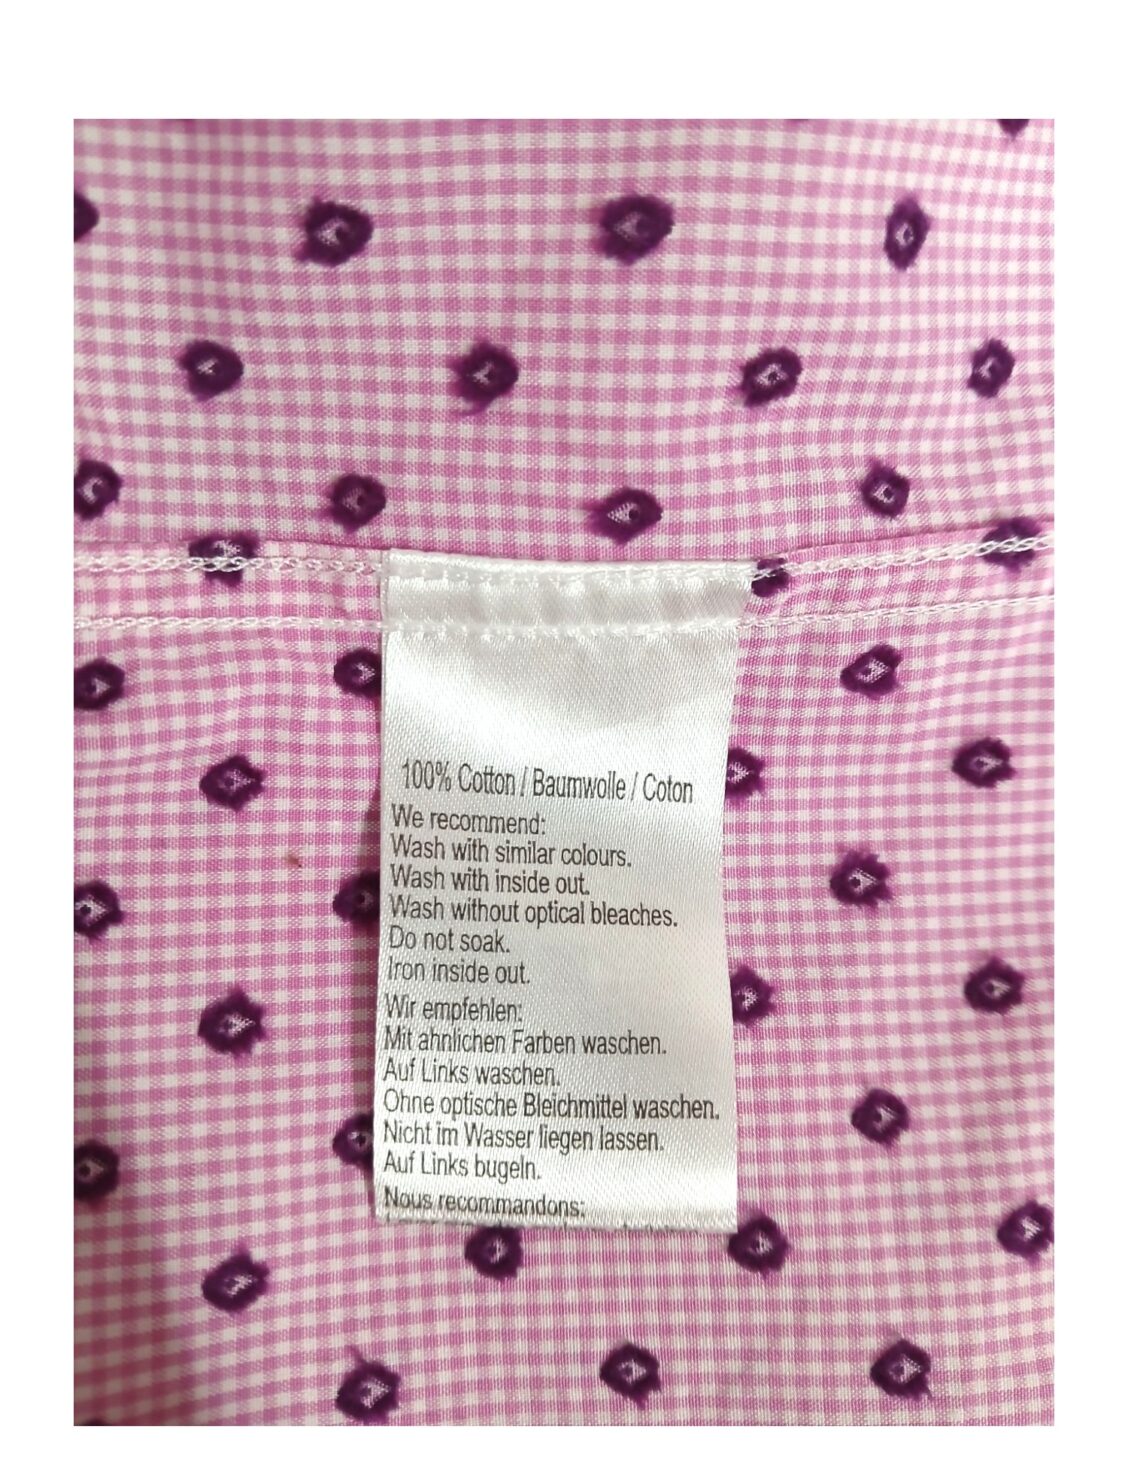 100% Cotton / Baumwolle / Coton
We recommend:
Wash with similar colours.
Wash with inside out.
Wash without optical bleaches.
Do not soak.
Iron inside out.
Wir empfehlen:
Mit ahnlichen Farben waschen.
Auf Links waschen.
Ohne optische Bleichmittel waschen.
Nicht im Wasser liegen lassen.
Auf Links bugeln.
Nous recommandons: